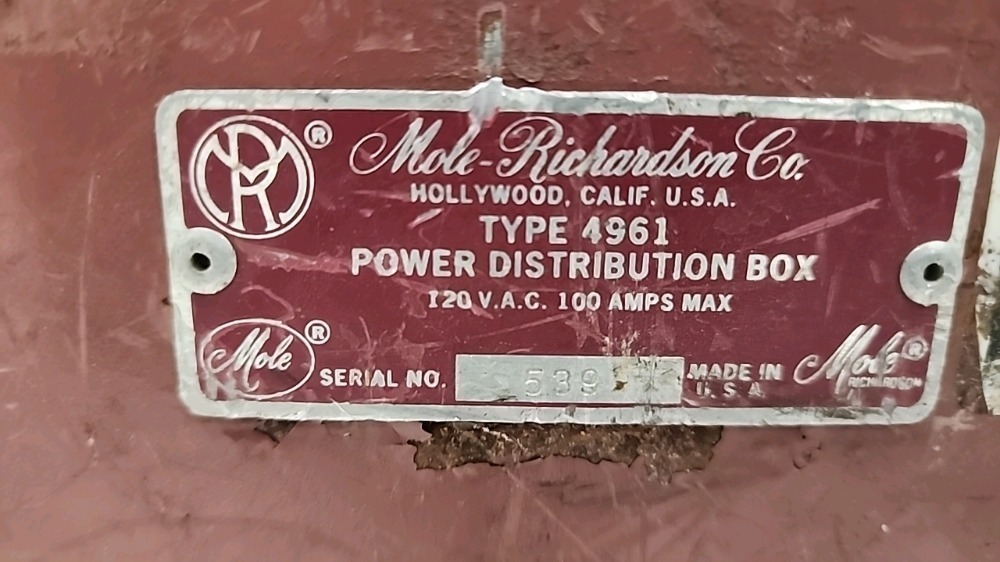 MR ®
Mole-Richardson Co.
HOLLYWOOD, CALIF. U.S.A.
TYPE 4961
POWER DISTRIBUTION BOX
120 V.A.C. 100 AMPS MAX
Mole ®
SERIAL NO. 539
MADE IN
U.S.A.
Mole ®
RICHARDSON